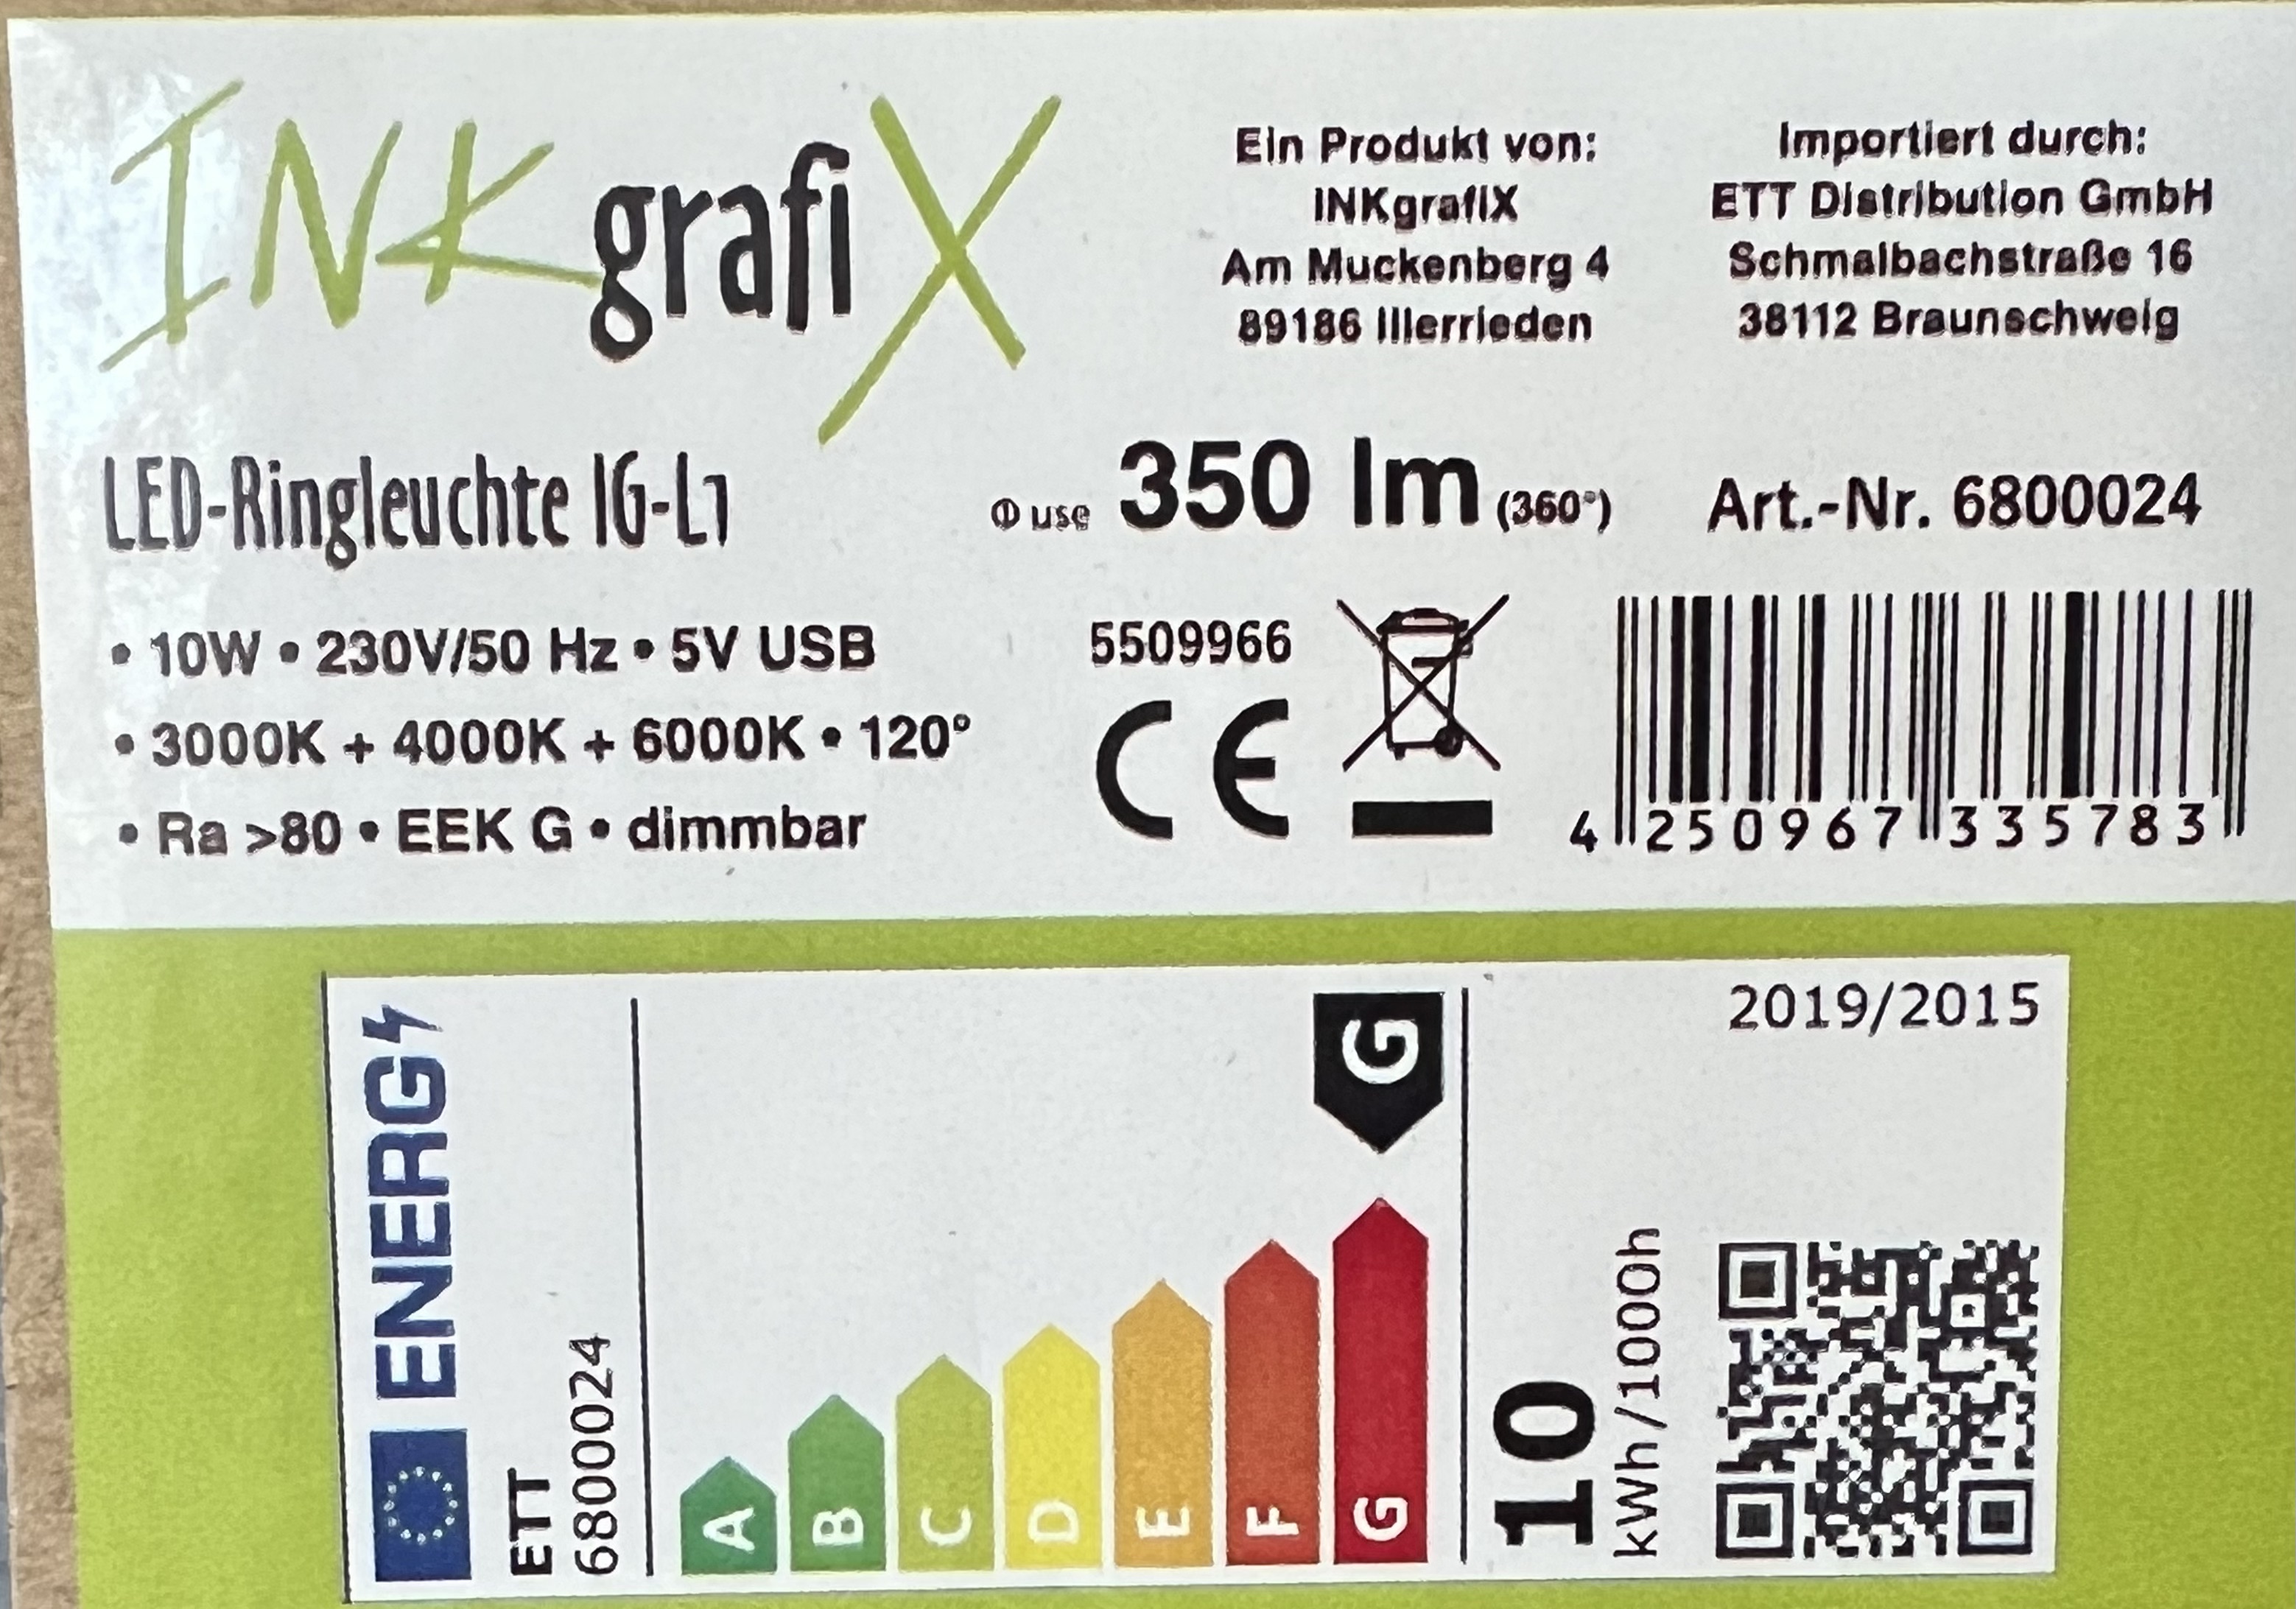 INKgrafiX
Ein Produkt von:
INKgrafiX
Am Muckenberg 4
89186 Illerrieden
Importiert durch:
ETT Distribution GmbH
Schmalbachstraße 16
38112 Braunschweig
LED-Ringleuchte IG-L1
Φ use 350 lm (360°)
Art.-Nr. 6800024
• 10W • 230V/50 Hz • 5V USB
• 3000K + 4000K + 6000K • 120°
• Ra >80 • EEK G • dimmbar
5509966
CE
4 250967 335783
ENERG
ETT
6800024
A
B
C
D
E
F
G
G
10
kWh/1000h
2019/2015